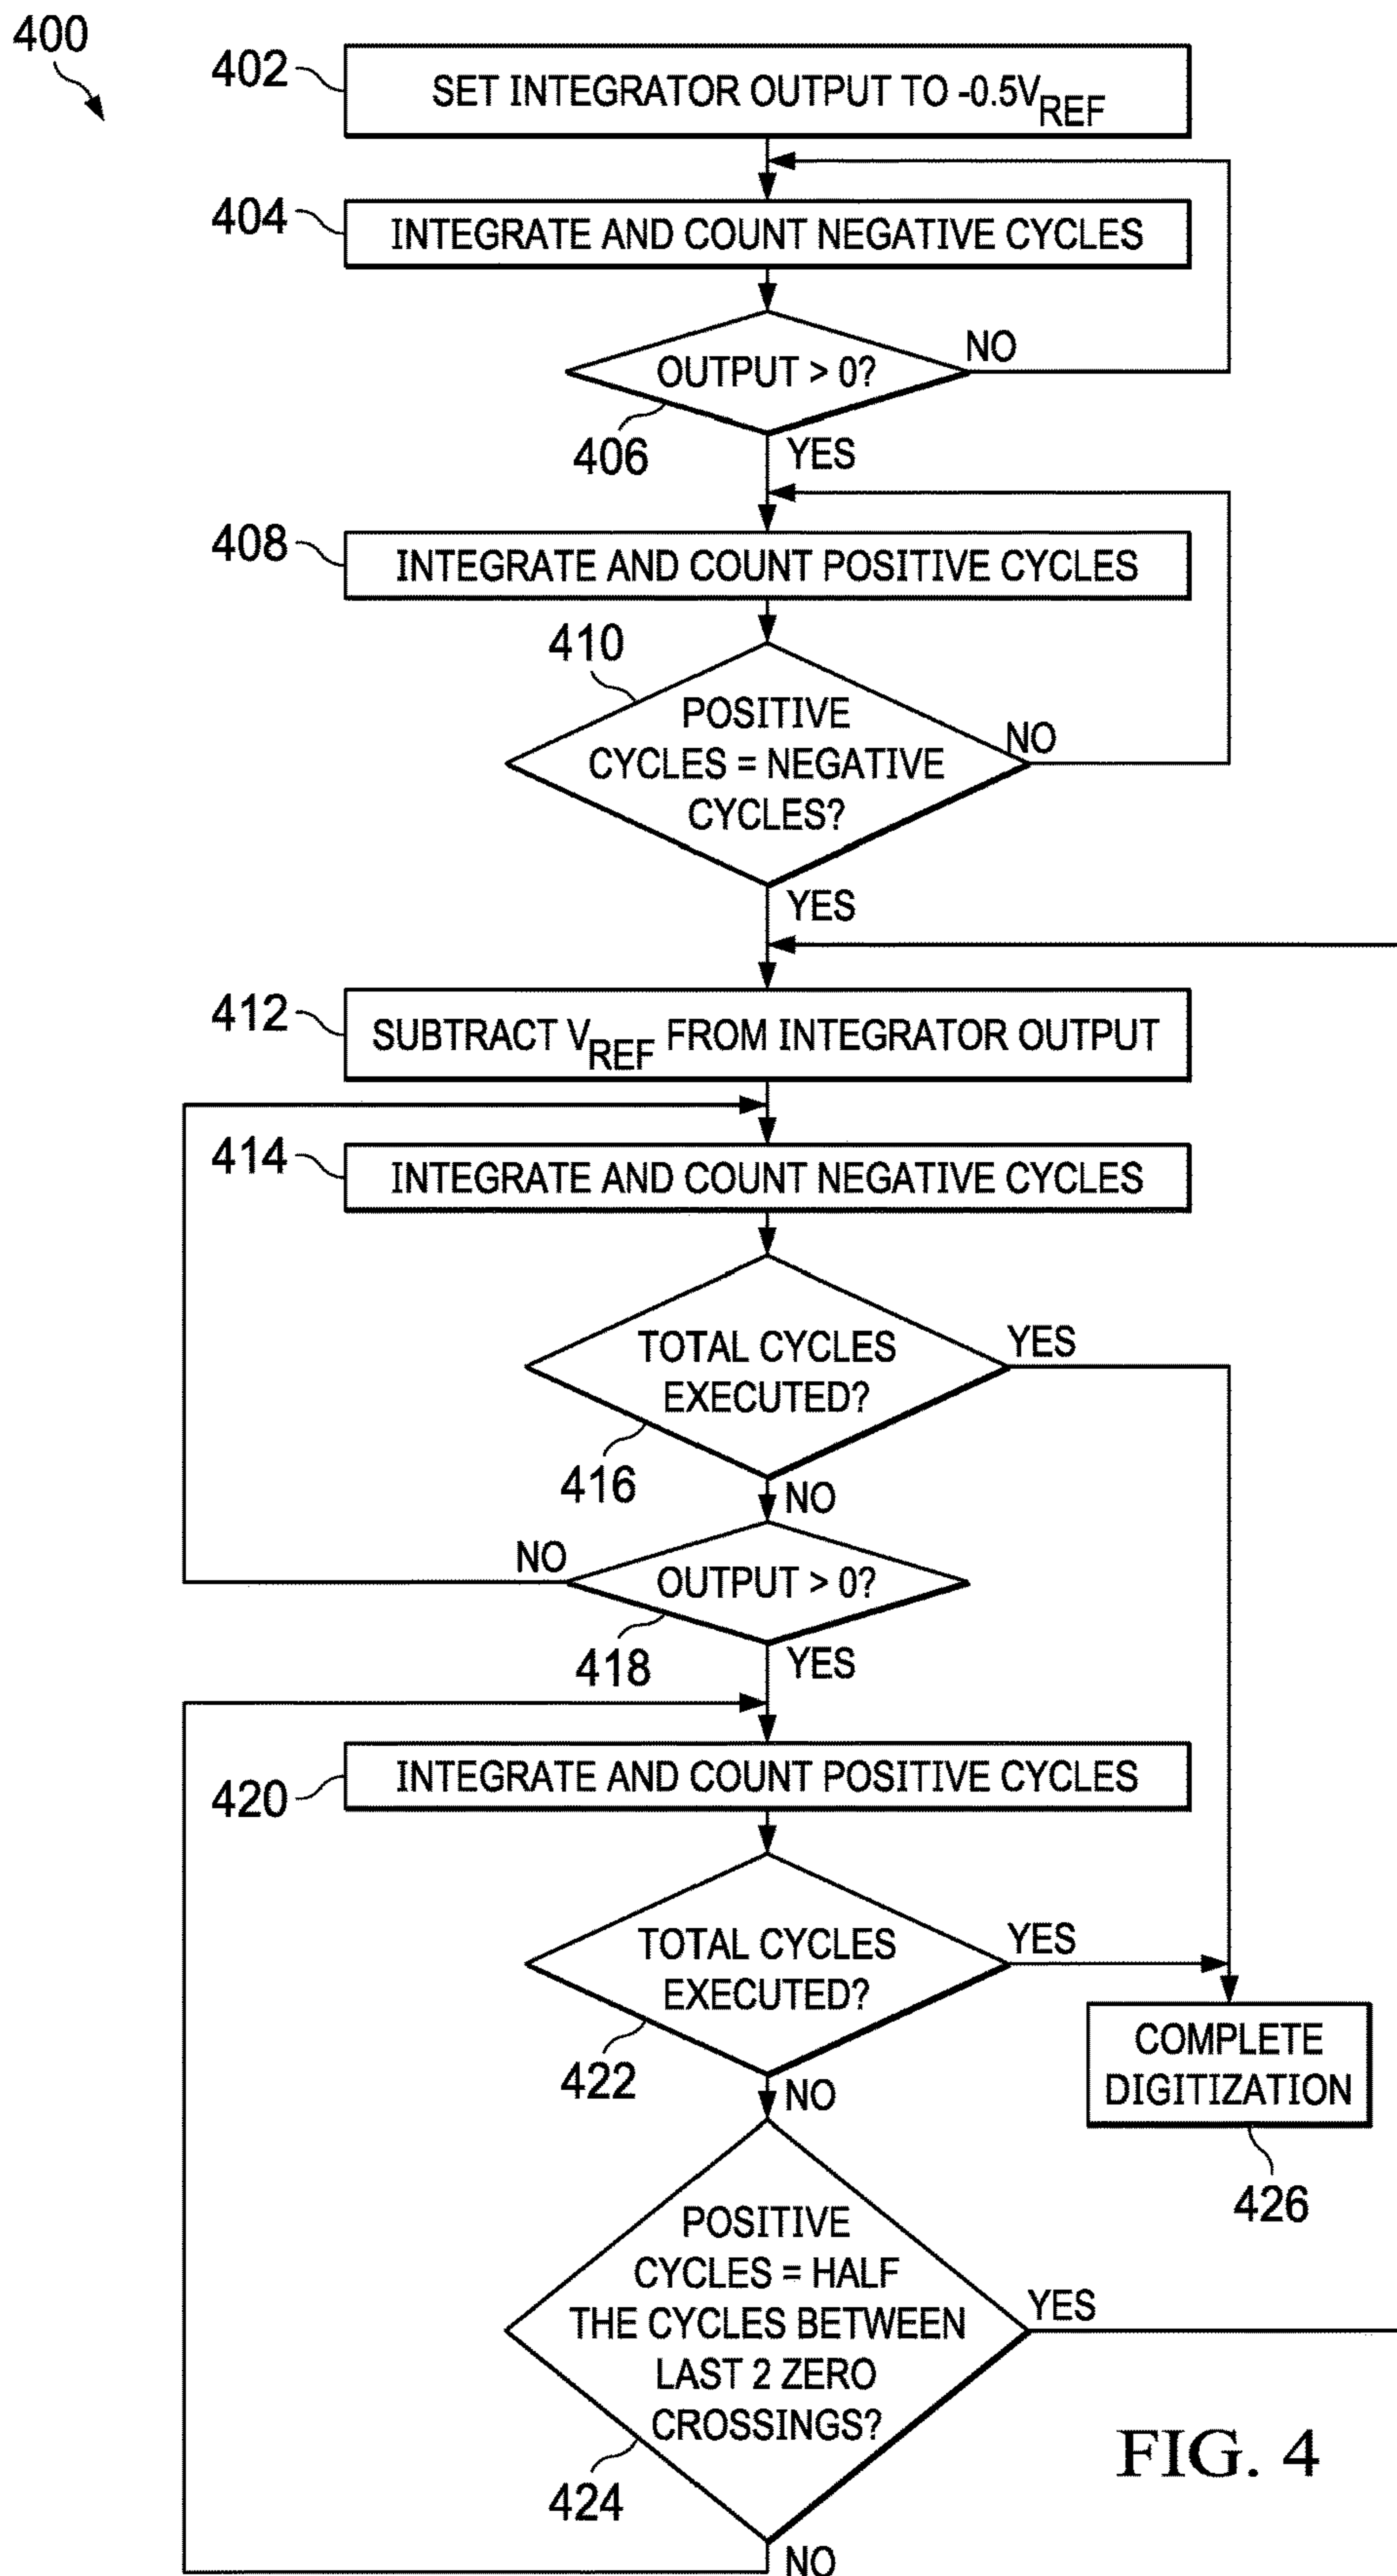 400
402
SET INTEGRATOR OUTPUT TO -0.5VREF
404
INTEGRATE AND COUNT NEGATIVE CYCLES
OUTPUT > 0?
NO
406
YES
408
INTEGRATE AND COUNT POSITIVE CYCLES
410
POSITIVE
CYCLES = NEGATIVE
CYCLES?
NO
YES
412
SUBTRACT VREF FROM INTEGRATOR OUTPUT
414
INTEGRATE AND COUNT NEGATIVE CYCLES
TOTAL CYCLES
EXECUTED?
YES
416
NO
NO
OUTPUT > 0?
418
YES
420
INTEGRATE AND COUNT POSITIVE CYCLES
TOTAL CYCLES
EXECUTED?
YES
422
NO
COMPLETE
DIGITIZATION
426
POSITIVE
CYCLES = HALF
THE CYCLES BETWEEN
LAST 2 ZERO
CROSSINGS?
YES
424
NO
FIG. 4